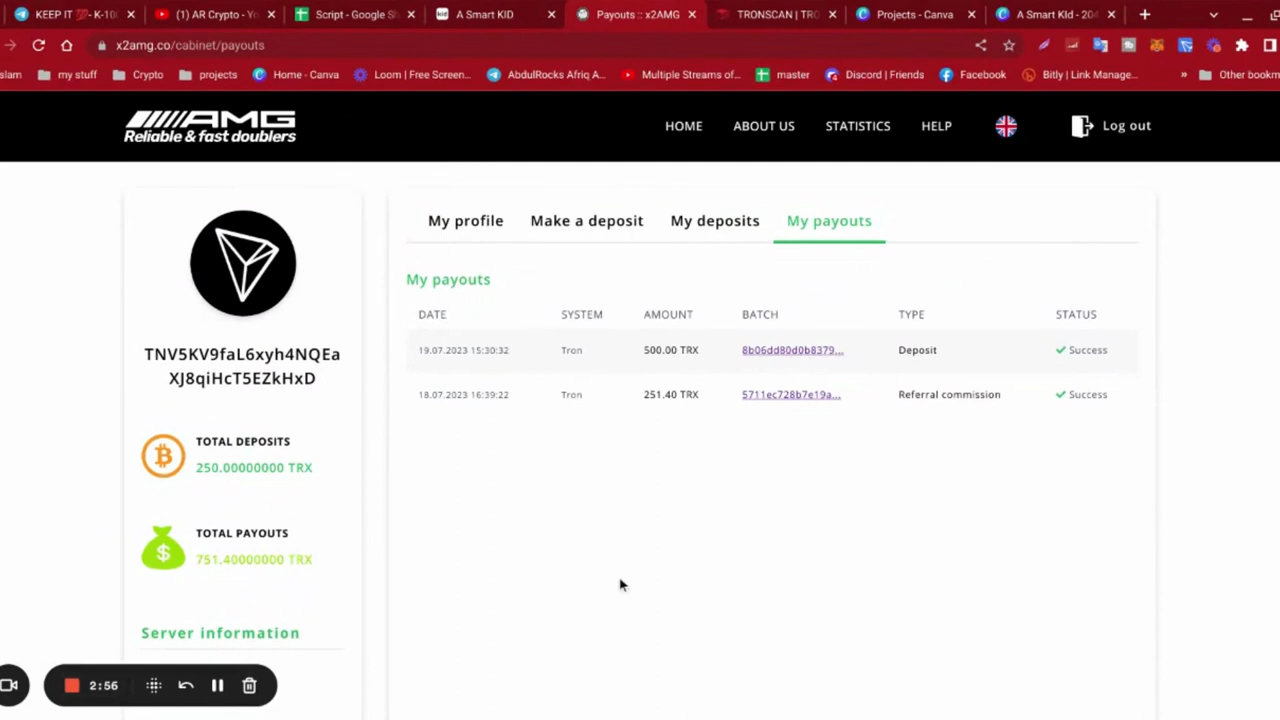 KEEP IT 💯 - K-10
(1) AR Crypto - Yo
Script - Google Sh
kid A Smart KID
Payouts :: x2AMG
TRONSCAN | TRO
Projects - Canva
A Smart KId - 204
x2amg.co/cabinet/payouts
slam
my stuff
Crypto
projects
Home - Canva
Loom | Free Screen...
AbdulRocks Afriq A...
Multiple Streams of...
master
Discord | Friends
Facebook
Bitly | Link Manage...
»
Other bookm
AMG
Reliable & fast doublers
HOME
ABOUT US
STATISTICS
HELP
Log out
TNV5KV9faL6xyh4NQEa
XJ8qiHcT5EZkHxD
TOTAL DEPOSITS
250.00000000 TRX
TOTAL PAYOUTS
751.40000000 TRX
Server information
My profile
Make a deposit
My deposits
My payouts
My payouts
DATE SYSTEM AMOUNT BATCH TYPE STATUS
19.07.2023 15:30:32 Tron 500.00 TRX 8b06dd80d0b8379... Deposit Success
18.07.2023 16:39:22 Tron 251.40 TRX 5711ec728b7e19a... Referral commission Success
2:56